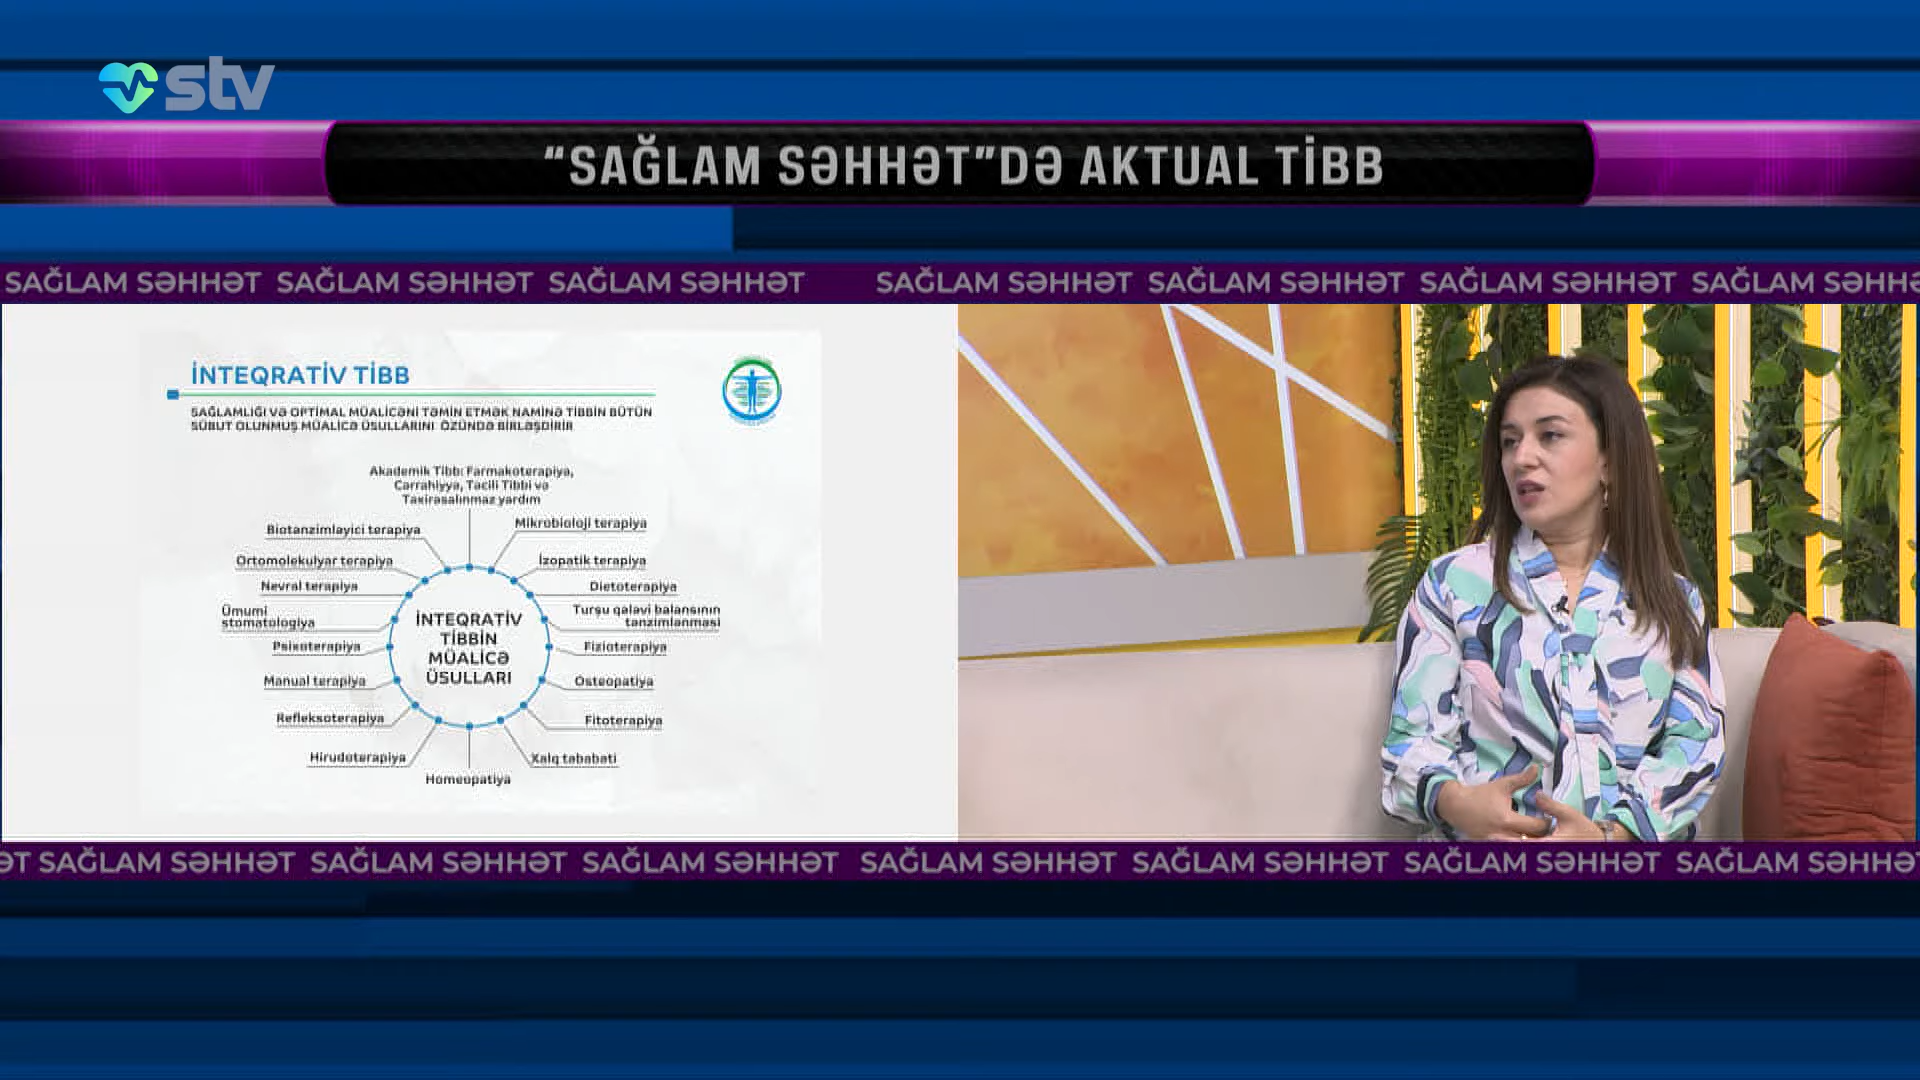 stv
“SAĞLAM SƏHHƏT”DƏ AKTUAL TİBB
SAĞLAM SƏHHƏT SAĞLAM SƏHHƏT SAĞLAM SƏHHƏT SAĞLAM SƏHHƏT SAĞLAM SƏHHƏT SAĞLAM SƏHHƏT SAĞLAM SƏHHƏ
İNTEQRATİV TİBB
SAĞLAMLIĞI VƏ OPTİMAL MÜALİCƏNİ TƏMİN ETMƏK NAMİNƏ TİBBİN BÜTÜN
SÜBUT OLUNMUŞ MÜALİCƏ ÜSULLARINI ÖZÜNDƏ BİRLƏŞDİRİR
Akademik Tibb: Farmakoterapiya,
Cərrahiyyə, Təcili Tibbi və
Təxirəsalınmaz yardım
Biotənzimləyici terapiya
Mikrobioloji terapiya
Ortomolekulyar terapiya
İzopatik terapiya
Nevral terapiya
Dietoterapiya
Ümumi
stomatologiya
Turşu qələvi balansının
tənzimlənməsi
Psixoterapiya
Fizioterapiya
Manual terapiya
Osteopatiya
Refleksoterapiya
Fitoterapiya
Hirudoterapiya
Xalq təbabəti
Homeopatiya
İNTEQRATİV
TİBBİN
MÜALİCƏ
ÜSULLARI
ƏT SAĞLAM SƏHHƏT SAĞLAM SƏHHƏT SAĞLAM SƏHHƏT SAĞLAM SƏHHƏT SAĞLAM SƏHHƏT SAĞLAM SƏHHƏT SAĞLAM SƏHHƏT